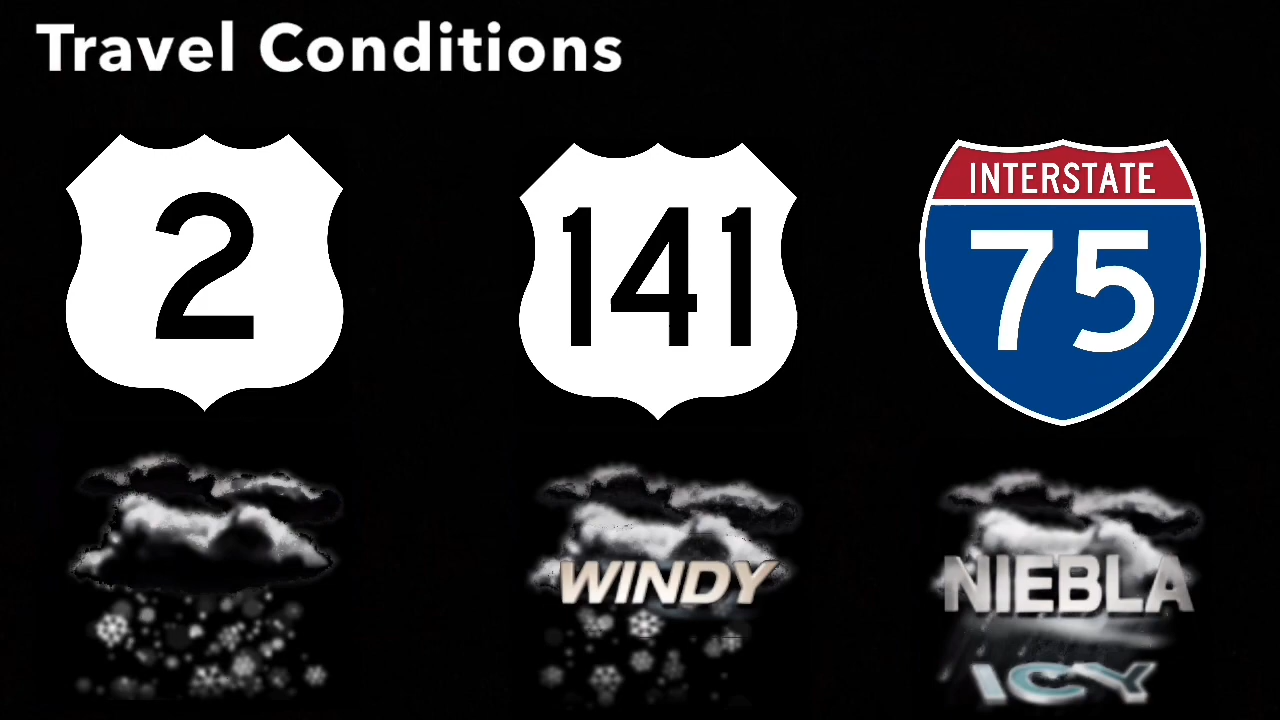 Travel Conditions
2
141
INTERSTATE
75
WINDY
NIEBLA
ICY